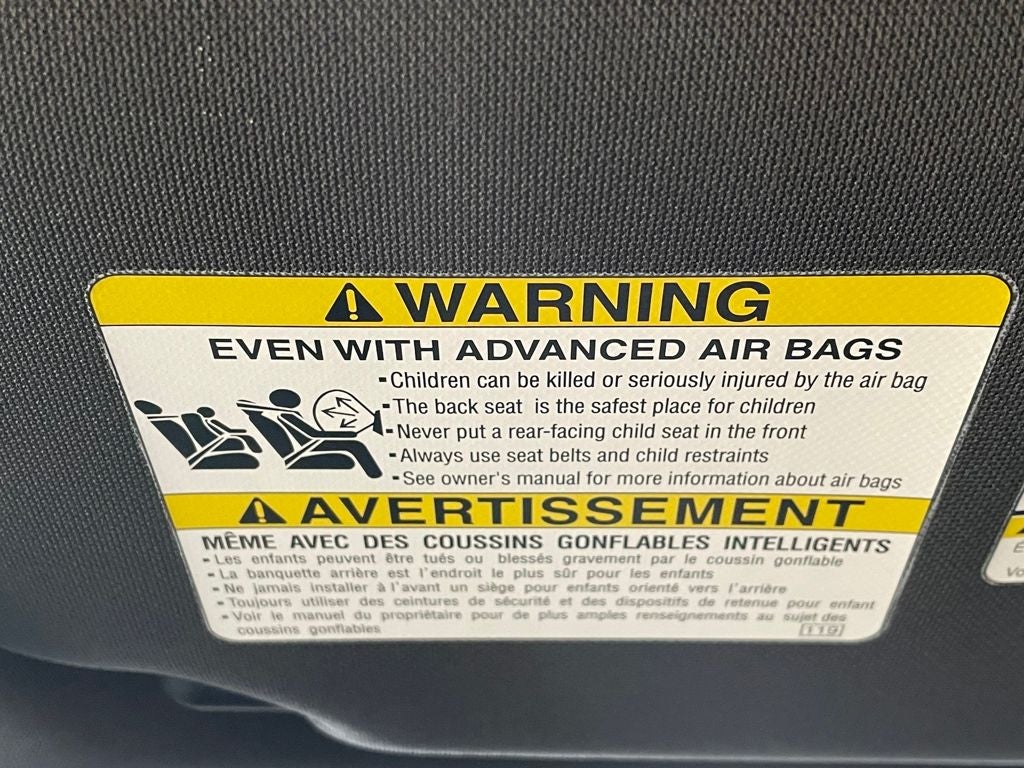 WARNING
EVEN WITH ADVANCED AIR BAGS
-Children can be killed or seriously injured by the air bag
-The back seat is the safest place for children
-Never put a rear-facing child seat in the front
-Always use seat belts and child restraints
-See owner's manual for more information about air bags
AVERTISSEMENT
MÊME AVEC DES COUSSINS GONFLABLES INTELLIGENTS
- Les enfants peuvent être tués ou blessés gravement par le coussin gonflable
- La banquette arrière est l'endroit le plus sûr pour les enfants
- Ne jamais installer à l'avant un siège pour enfants orienté vers l'arrière
- Toujours utiliser des ceintures de sécurité et des dispositifs de retenue pour enfant
- Voir le manuel du propriétaire pour de plus amples renseignements au sujet des
coussins gonflables
119
Vo